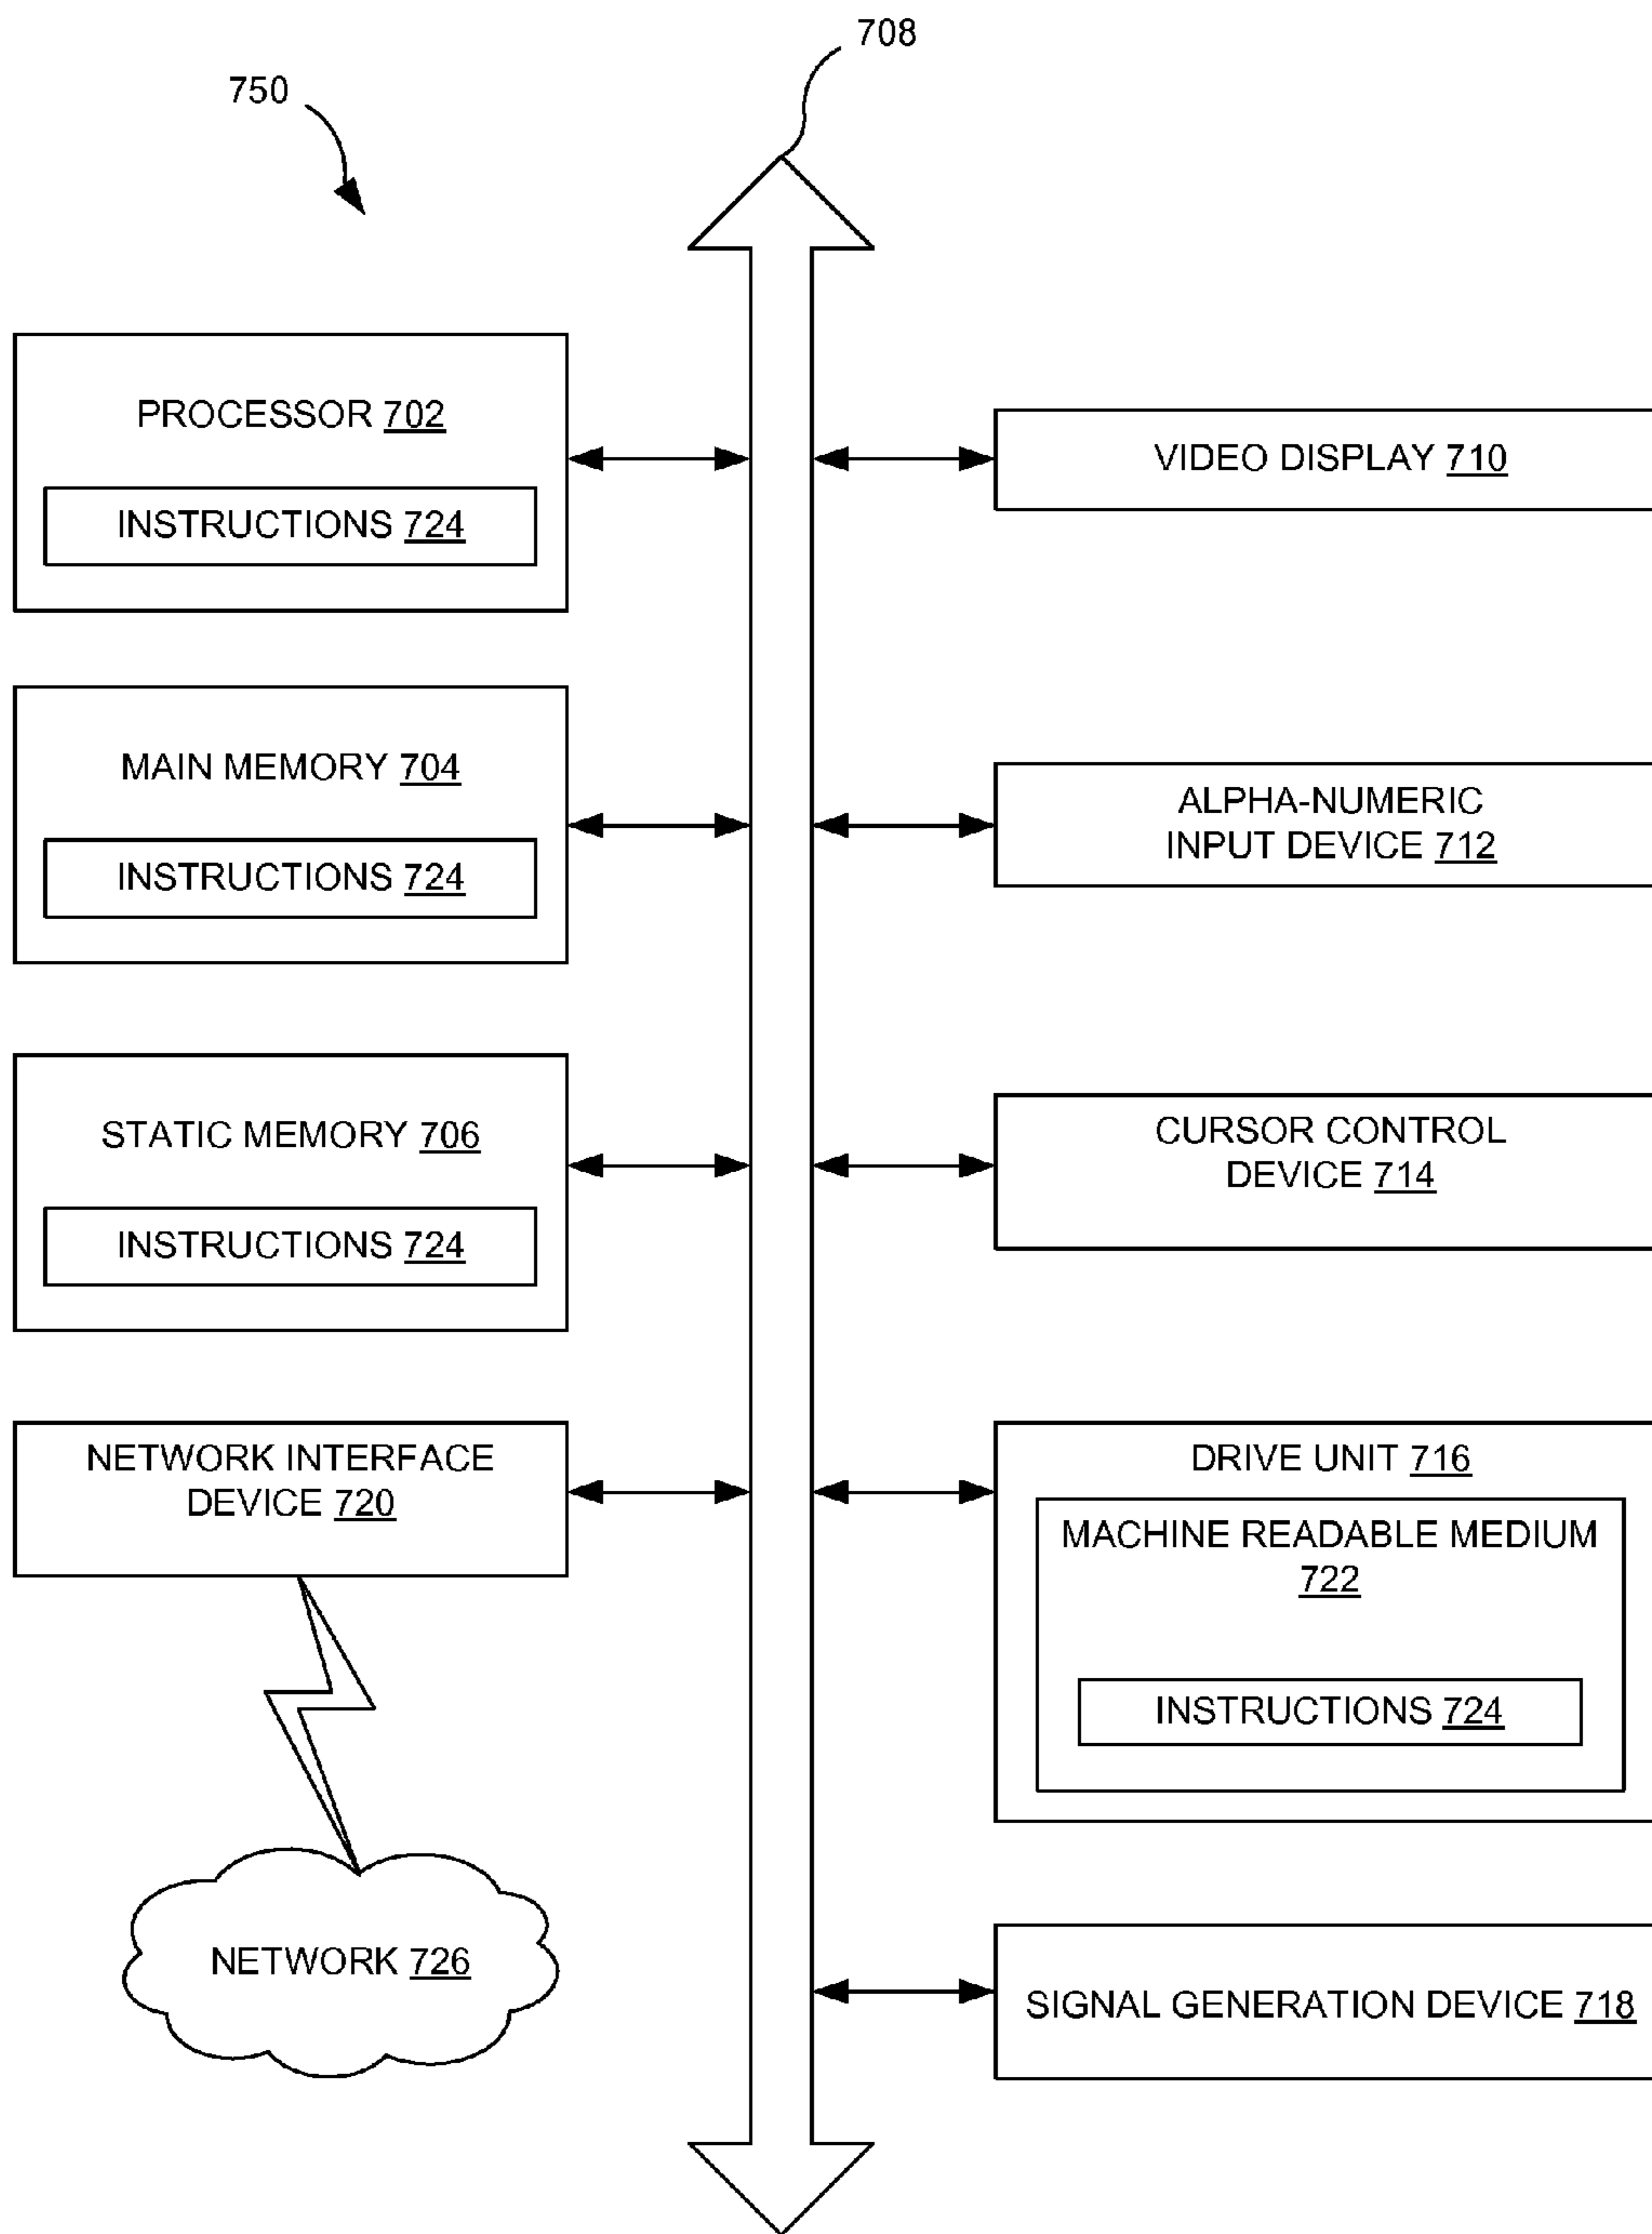 708
750
PROCESSOR 702
INSTRUCTIONS 724
MAIN MEMORY 704
INSTRUCTIONS 724
STATIC MEMORY 706
INSTRUCTIONS 724
NETWORK INTERFACE
DEVICE 720
NETWORK 726
VIDEO DISPLAY 710
ALPHA-NUMERIC
INPUT DEVICE 712
CURSOR CONTROL
DEVICE 714
DRIVE UNIT 716
MACHINE READABLE MEDIUM
722
INSTRUCTIONS 724
SIGNAL GENERATION DEVICE 718